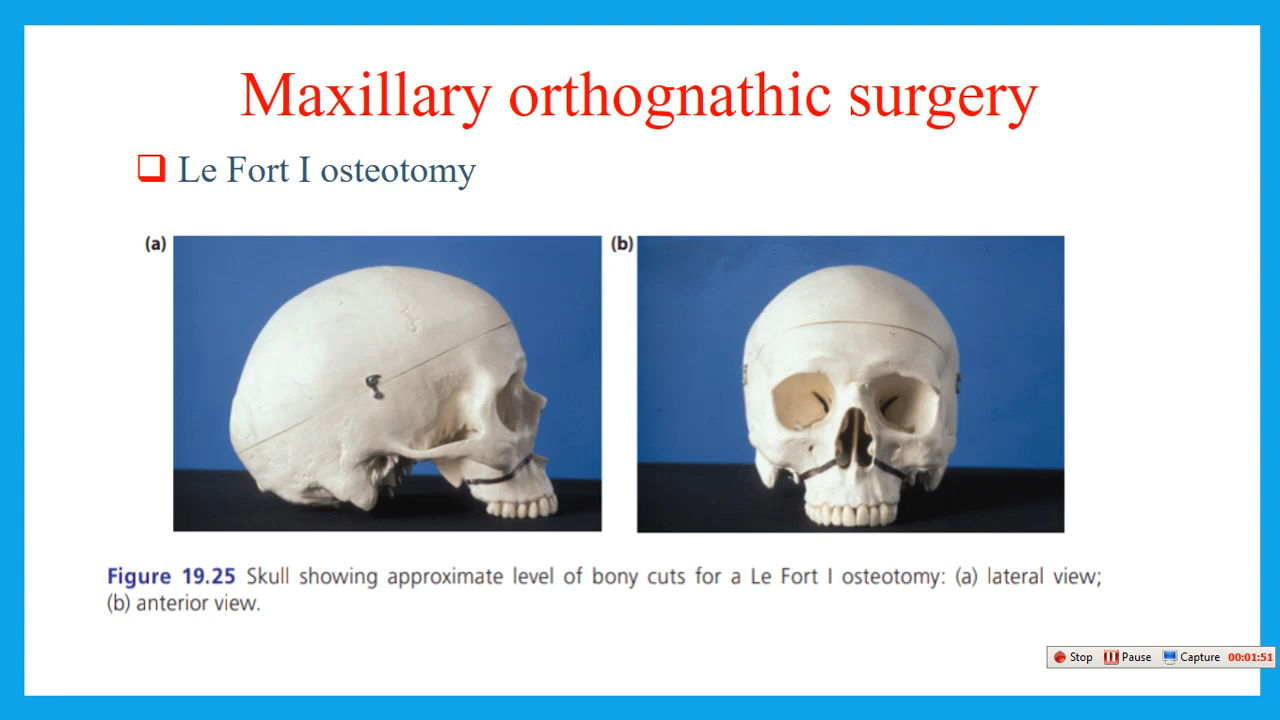 Maxillary orthognathic surgery
Le Fort I osteotomy
(a)
(b)
Figure 19.25 Skull showing approximate level of bony cuts for a Le Fort I osteotomy: (a) lateral view;
(b) anterior view.
Stop Pause Capture 00:01:51